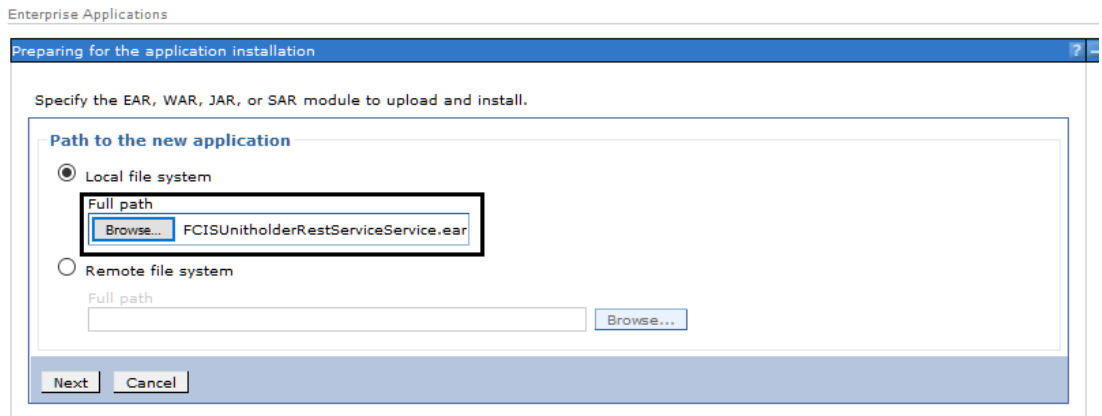 Enterprise Applications
Preparing for the application installation ? –
Specify the EAR, WAR, JAR, or SAR module to upload and install.
Path to the new application
Local file system
Full path
Browse... FCISUnitholderRestServiceService.ear
Remote file system
Full path
Browse...
Next Cancel